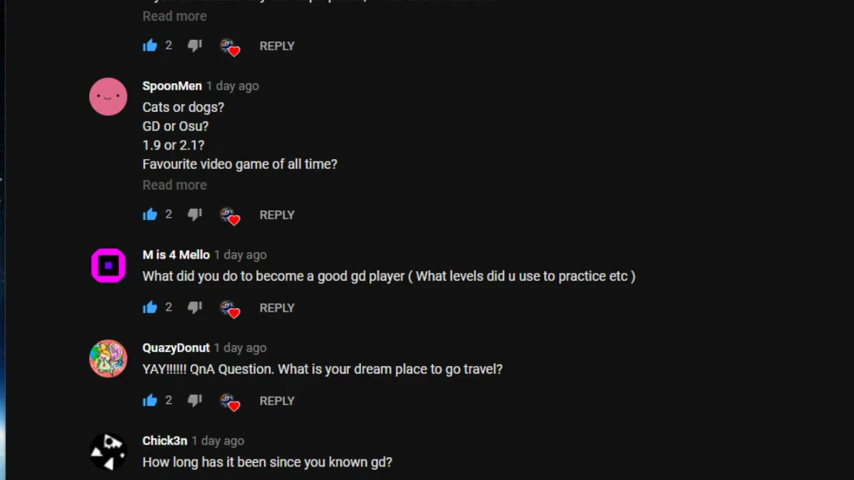 Read more
2 REPLY
SpoonMen 1 day ago
Cats or dogs?
GD or Osu?
1.9 or 2.1?
Favourite video game of all time?
Read more
2 REPLY
M is 4 Mello 1 day ago
What did you do to become a good gd player ( What levels did u use to practice etc )
2 REPLY
QuazyDonut 1 day ago
YAY!!!!!! QnA Question. What is your dream place to go travel?
2 REPLY
Chick3n 1 day ago
How long has it been since you known gd?